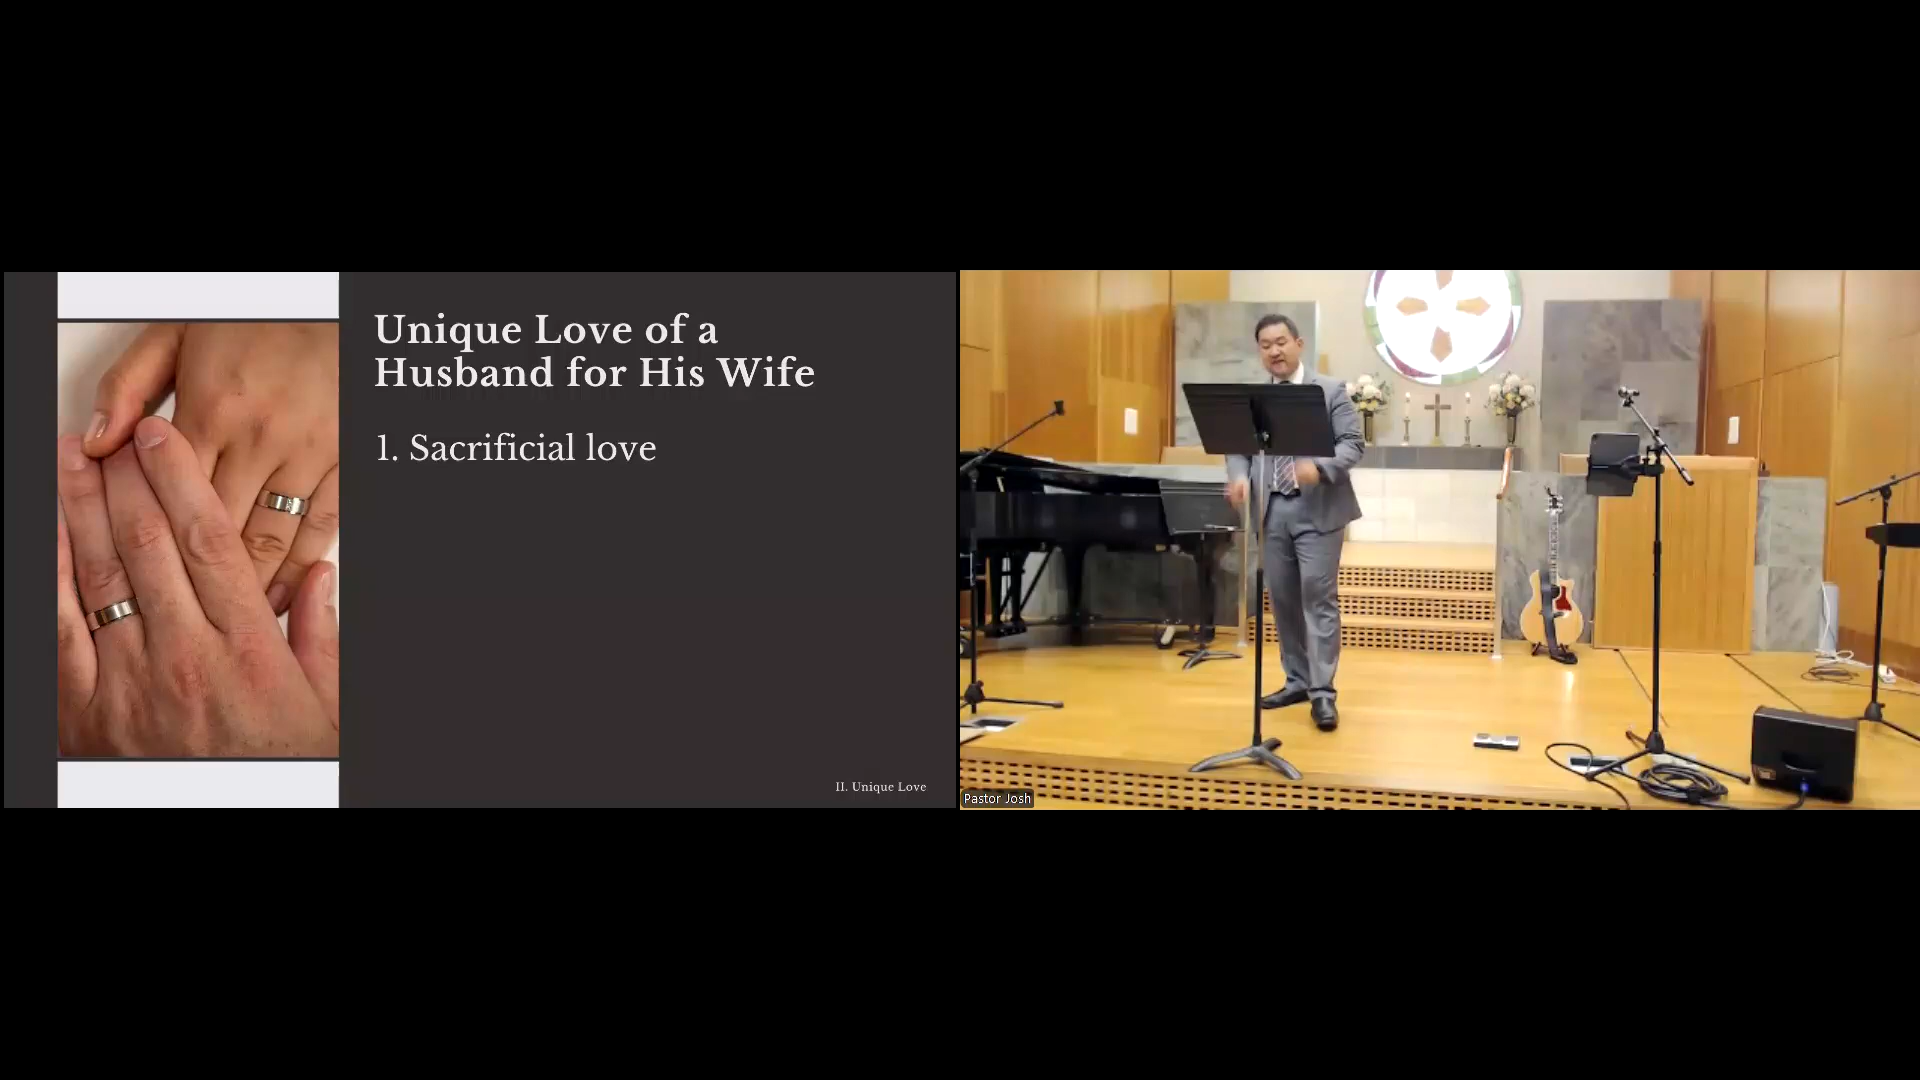 Unique Love of a
Husband for His Wife
1. Sacrificial love
II. Unique Love
Pastor Josh